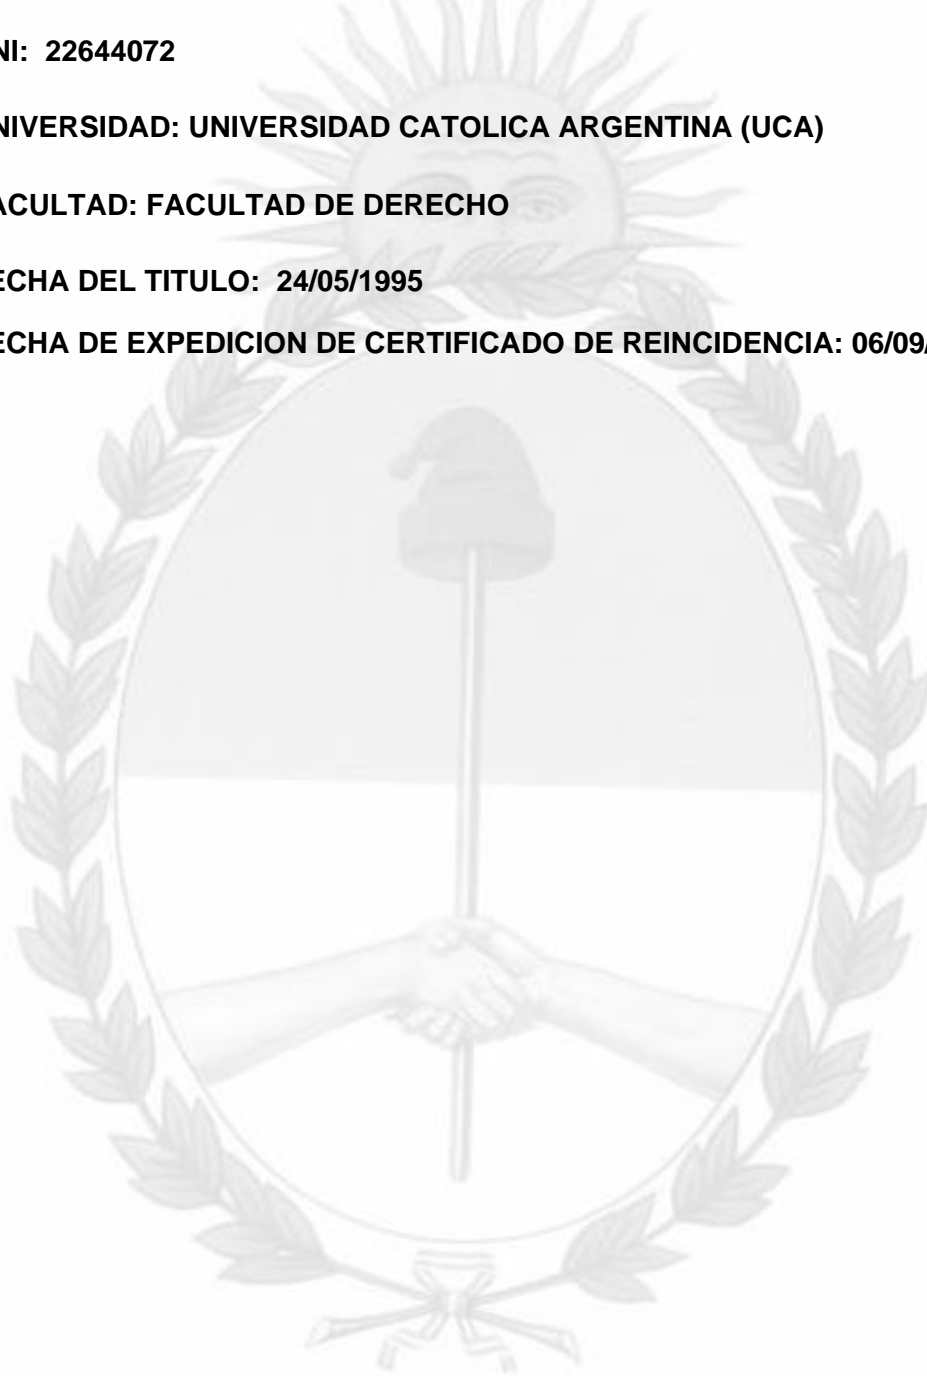 NI: 22644072
NIVERSIDAD: UNIVERSIDAD CATOLICA ARGENTINA (UCA)
ACULTAD: FACULTAD DE DERECHO
ECHA DEL TITULO: 24/05/1995
ECHA DE EXPEDICION DE CERTIFICADO DE REINCIDENCIA: 06/09/